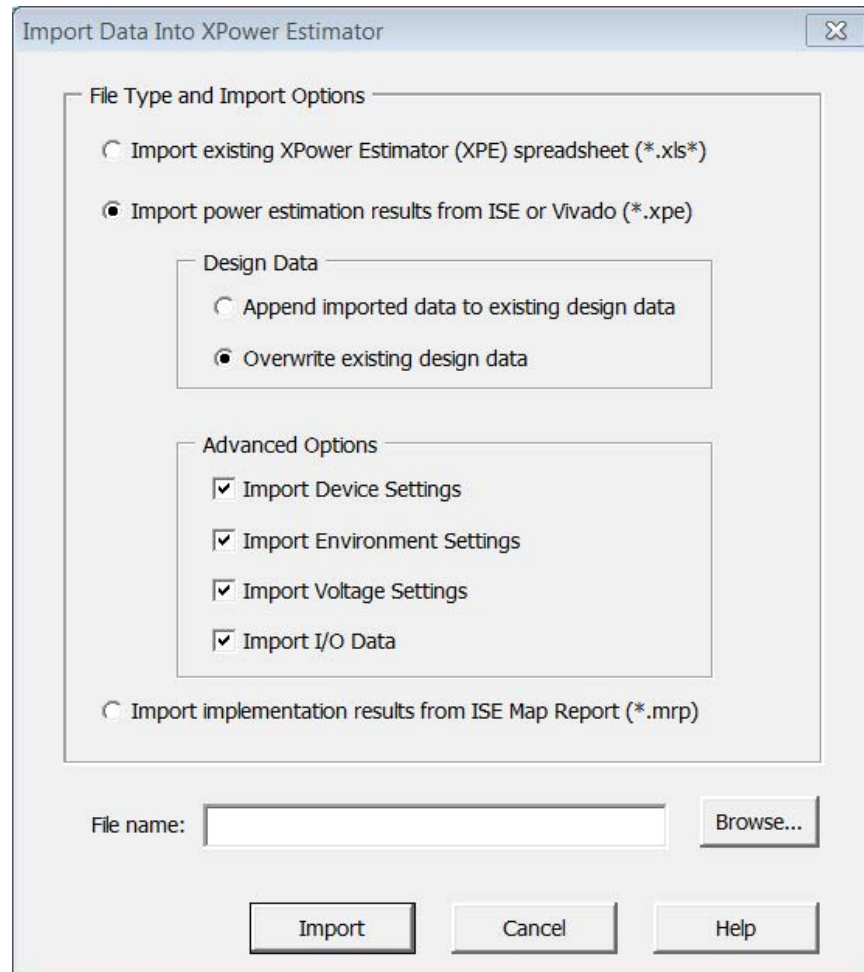 Import Data Into XPower Estimator
File Type and Import Options
Import existing XPower Estimator (XPE) spreadsheet (*.xls*)
Import power estimation results from ISE or Vivado (*.xpe)
Design Data
Append imported data to existing design data
Overwrite existing design data
Advanced Options
Import Device Settings
Import Environment Settings
Import Voltage Settings
Import I/O Data
Import implementation results from ISE Map Report (*.mrp)
File name:
Browse...
Import Cancel Help